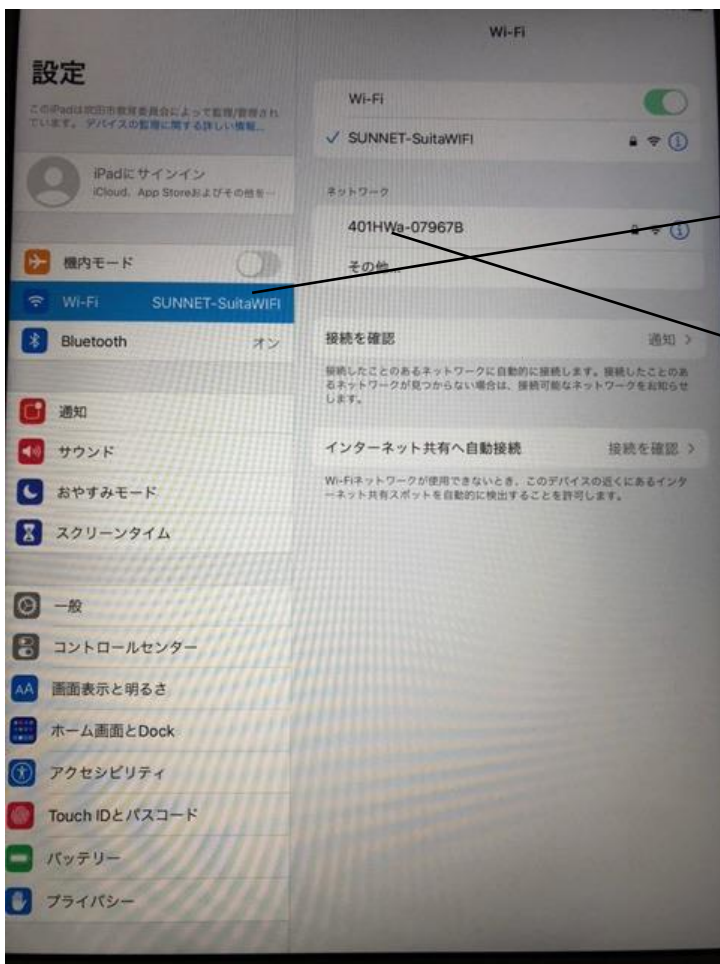 Wi-Fi
設定
このiPadは吹田市教育委員会によって監理/管理され
ています。デバイスの監理に関する詳しい情報...
iPadにサインイン
iCloud、App Storeおよびその他を…
機内モード
Wi-Fi SUNNET-SuitaWIFI
Bluetooth オン
通知
サウンド
おやすみモード
スクリーンタイム
一般
コントロールセンター
AA 画面表示と明るさ
ホーム画面とDock
アクセシビリティ
Touch IDとパスコード
バッテリー
プライバシー
Wi-Fi
✓ SUNNET-SuitaWIFI
ネットワーク
401HWa-07967B
その他...
接続を確認 通知 >
接続したことのあるネットワークに自動的に接続します。接続したことのあ
るネットワークが見つからない場合は、接続可能なネットワークをお知らせ
します。
インターネット共有へ自動接続 接続を確認 >
Wi-Fiネットワークが使用できないとき、このデバイスの近くにあるインタ
ーネット共有スポットを自動的に検出することを許可します。